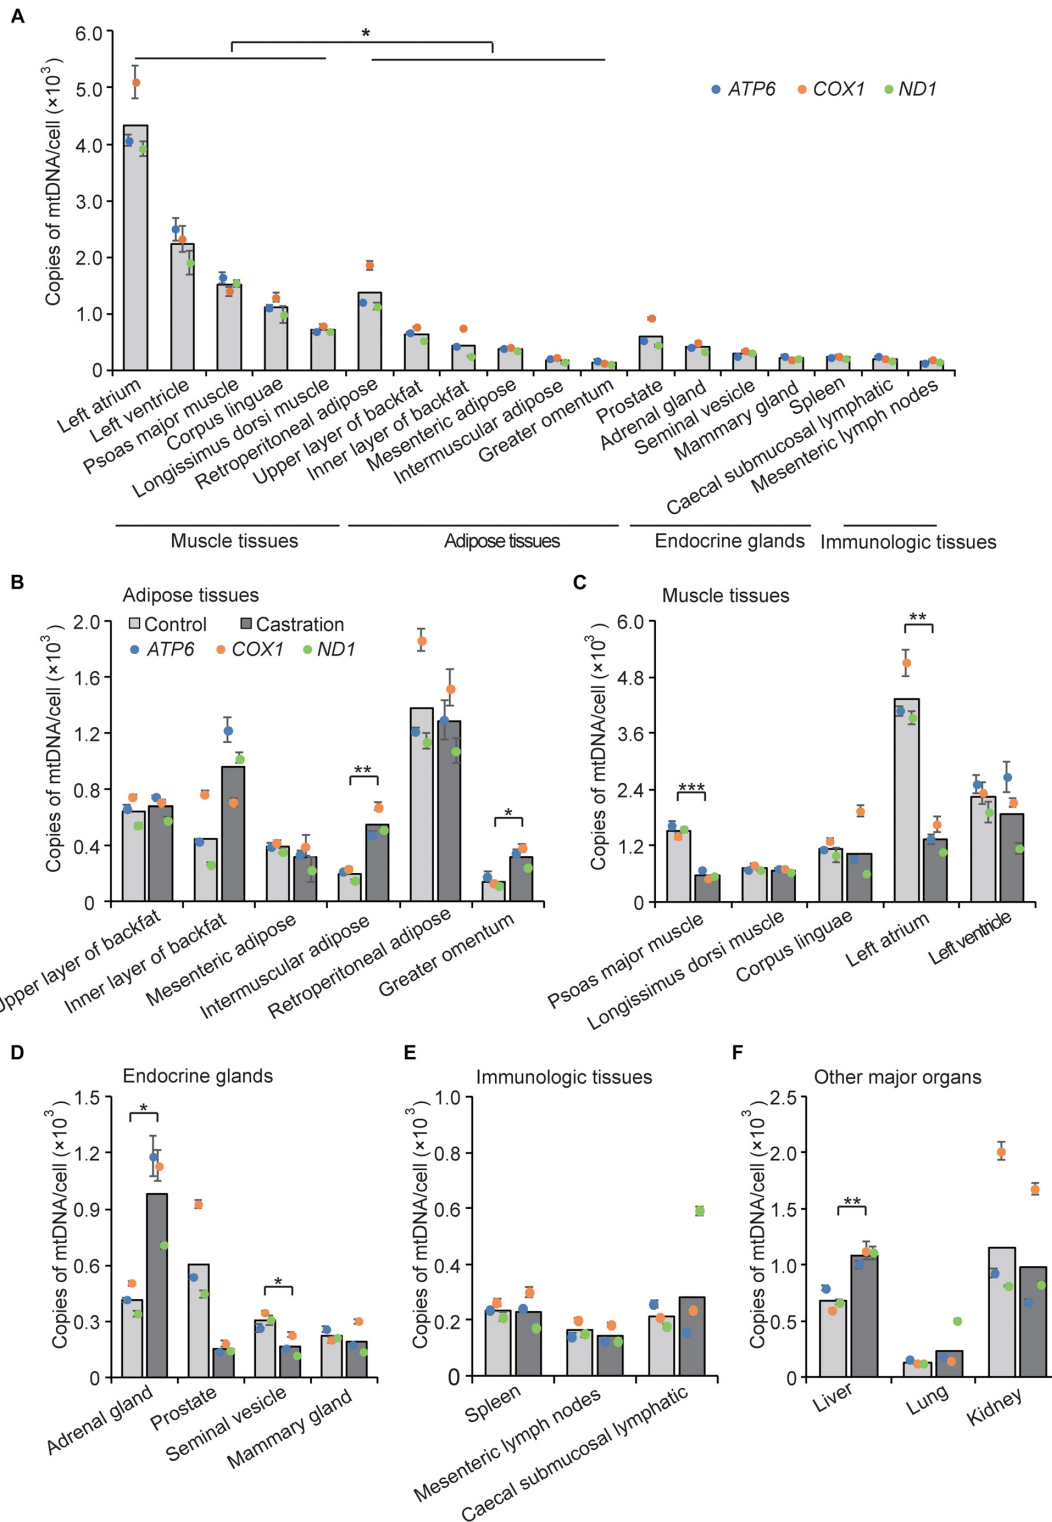 A
Copies of mtDNA/cell (×10³)
6.0
5.0
4.0
3.0
2.0
1.0
0
*
ATP6 COX1 ND1
Left atrium
Left ventricle
Psoas major muscle
Corpus linguae
Longissimus dorsi muscle
Retroperitoneal adipose
Upper layer of backfat
Inner layer of backfat
Mesenteric adipose
Intermuscular adipose
Greater omentum
Prostate
Adrenal gland
Seminal vesicle
Mammary gland
Spleen
Caecal submucosal lymphatic
Mesenteric lymph nodes
Muscle tissues
Adipose tissues
Endocrine glands
Immunologic tissues
B
Adipose tissues
Control Castration
ATP6 COX1 ND1
Copies of mtDNA/cell (×10³)
2.0
1.6
1.2
0.8
0.4
0
**
*
Upper layer of backfat
Inner layer of backfat
Mesenteric adipose
Intermuscular adipose
Retroperitoneal adipose
Greater omentum
C
Muscle tissues
Copies of mtDNA/cell (×10³)
6.0
4.8
3.6
2.4
1.2
0
***
**
Psoas major muscle
Longissimus dorsi muscle
Corpus linguae
Left atrium
Left ventricle
D
Endocrine glands
Copies of mtDNA/cell (×10³)
1.5
1.2
0.9
0.6
0.3
0
*
*
Adrenal gland
Prostate
Seminal vesicle
Mammary gland
E
Immunologic tissues
Copies of mtDNA/cell (×10³)
1.0
0.8
0.6
0.4
0.2
0
Spleen
Mesenteric lymph nodes
Caecal submucosal lymphatic
F
Other major organs
Copies of mtDNA/cell (×10³)
2.5
2.0
1.5
1.0
0.5
0
**
Liver
Lung
Kidney